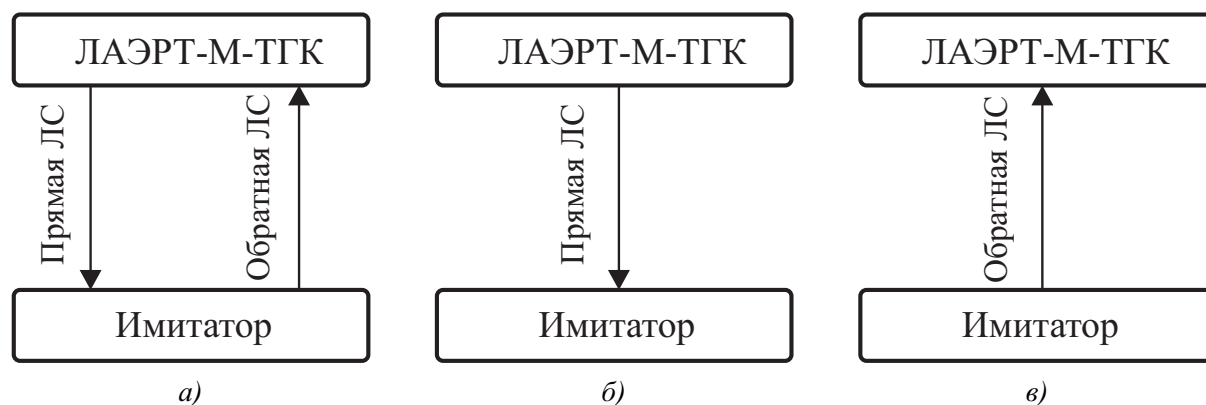 ЛАЭРТ-М-ТГК
Прямая ЛС
Обратная ЛС
Имитатор
а)
ЛАЭРТ-М-ТГК
Прямая ЛС
Имитатор
б)
ЛАЭРТ-М-ТГК
Обратная ЛС
Имитатор
в)